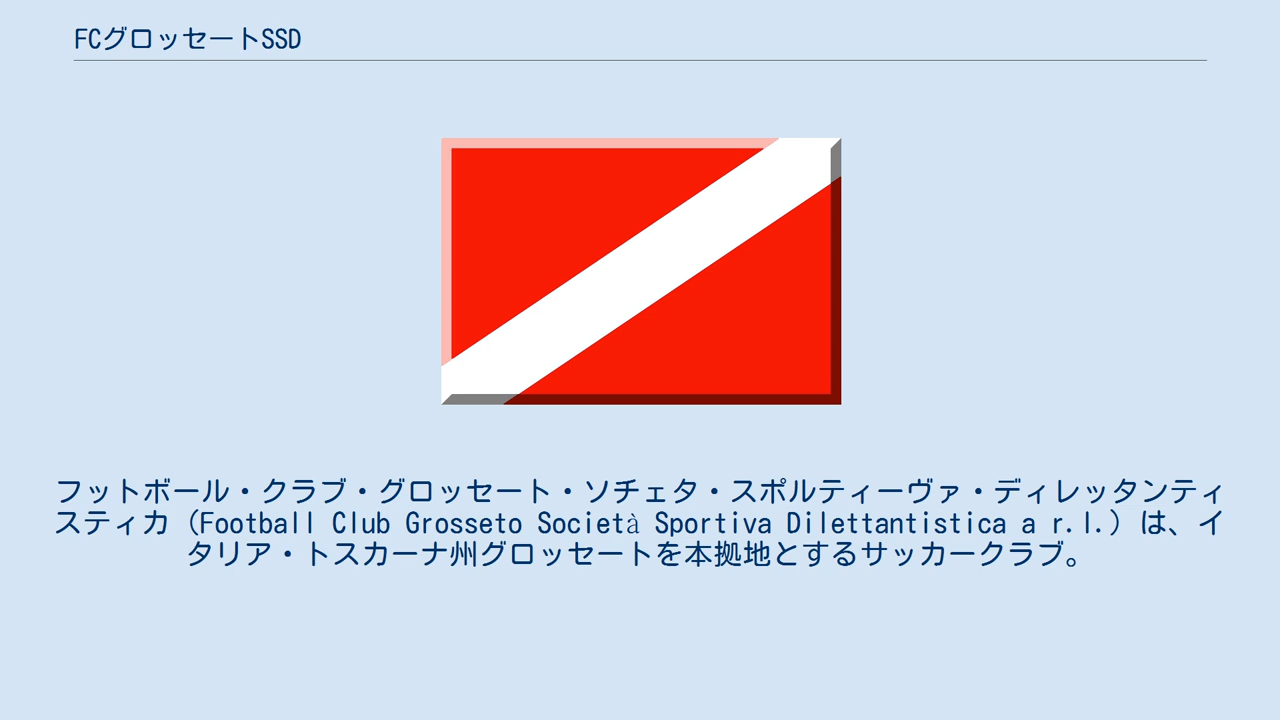 FCグロッセートSSD
フットボール・クラブ・グロッセート・ソチェタ・スポルティーヴァ・ディレッタンティ
スティカ（Football Club Grosseto Società Sportiva Dilettantistica a r.l.）は、イ
タリア・トスカーナ州グロッセートを本拠地とするサッカークラブ。